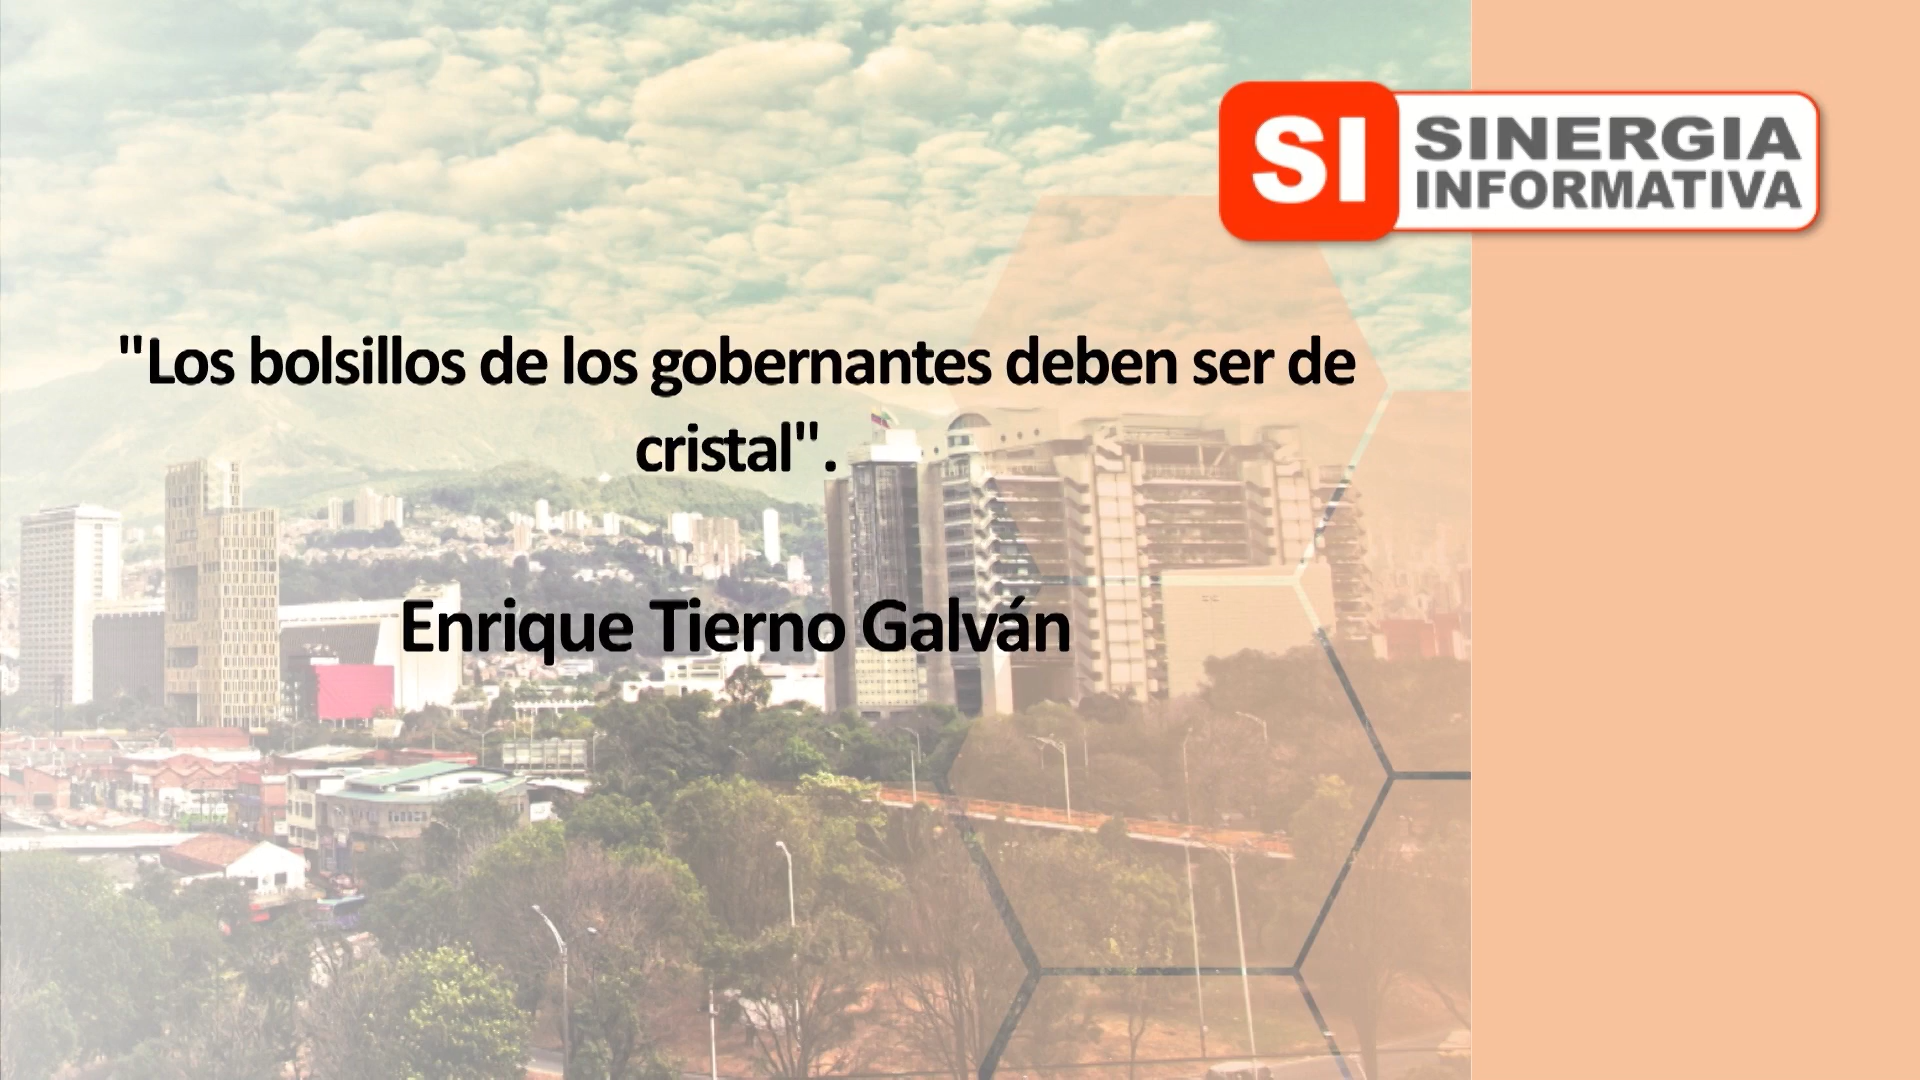 SI SINERGIA
INFORMATIVA
"Los bolsillos de los gobernantes deben ser de
cristal".
Enrique Tierno Galván